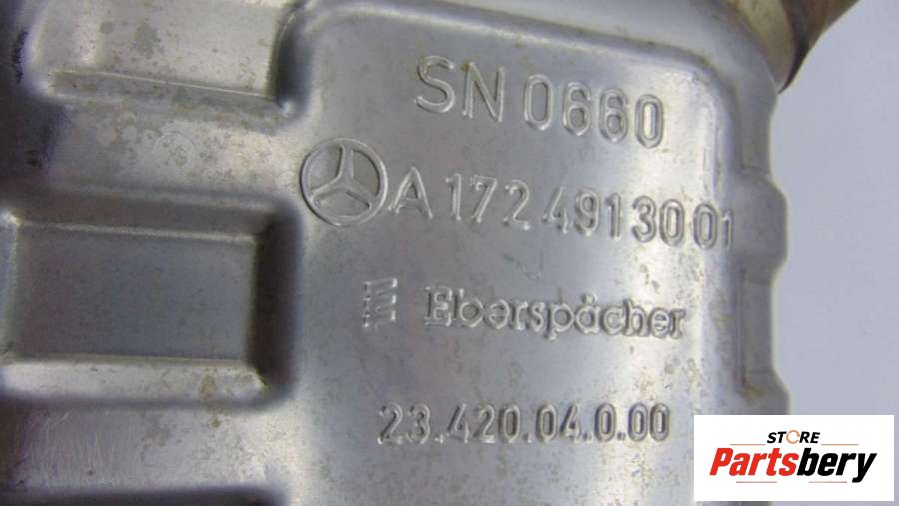 SN 0660
A 172 491 30 01
E Eberspächer
23.420.04.0.00
STORE
Partsbery